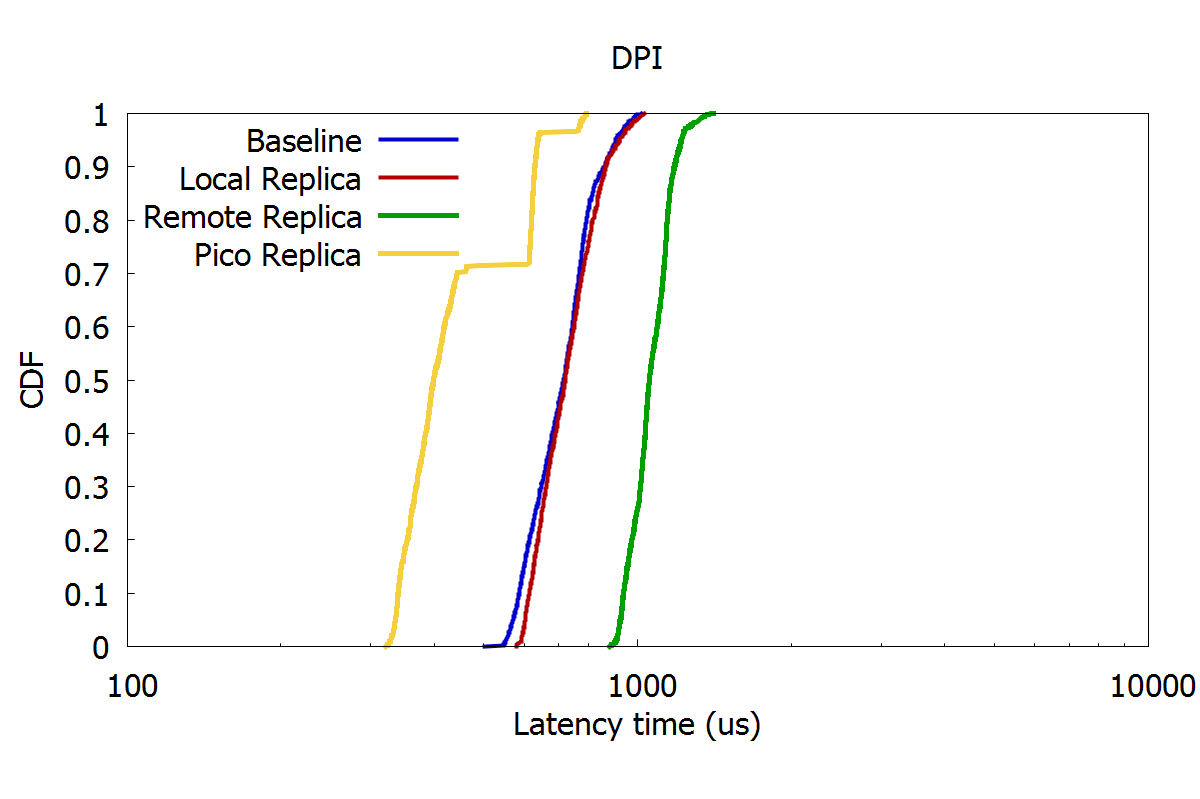 DPI
1
0.9
0.8
0.7
0.6
0.5
0.4
0.3
0.2
0.1
0
CDF
Baseline
Local Replica
Remote Replica
Pico Replica
100
1000
10000
Latency time (us)